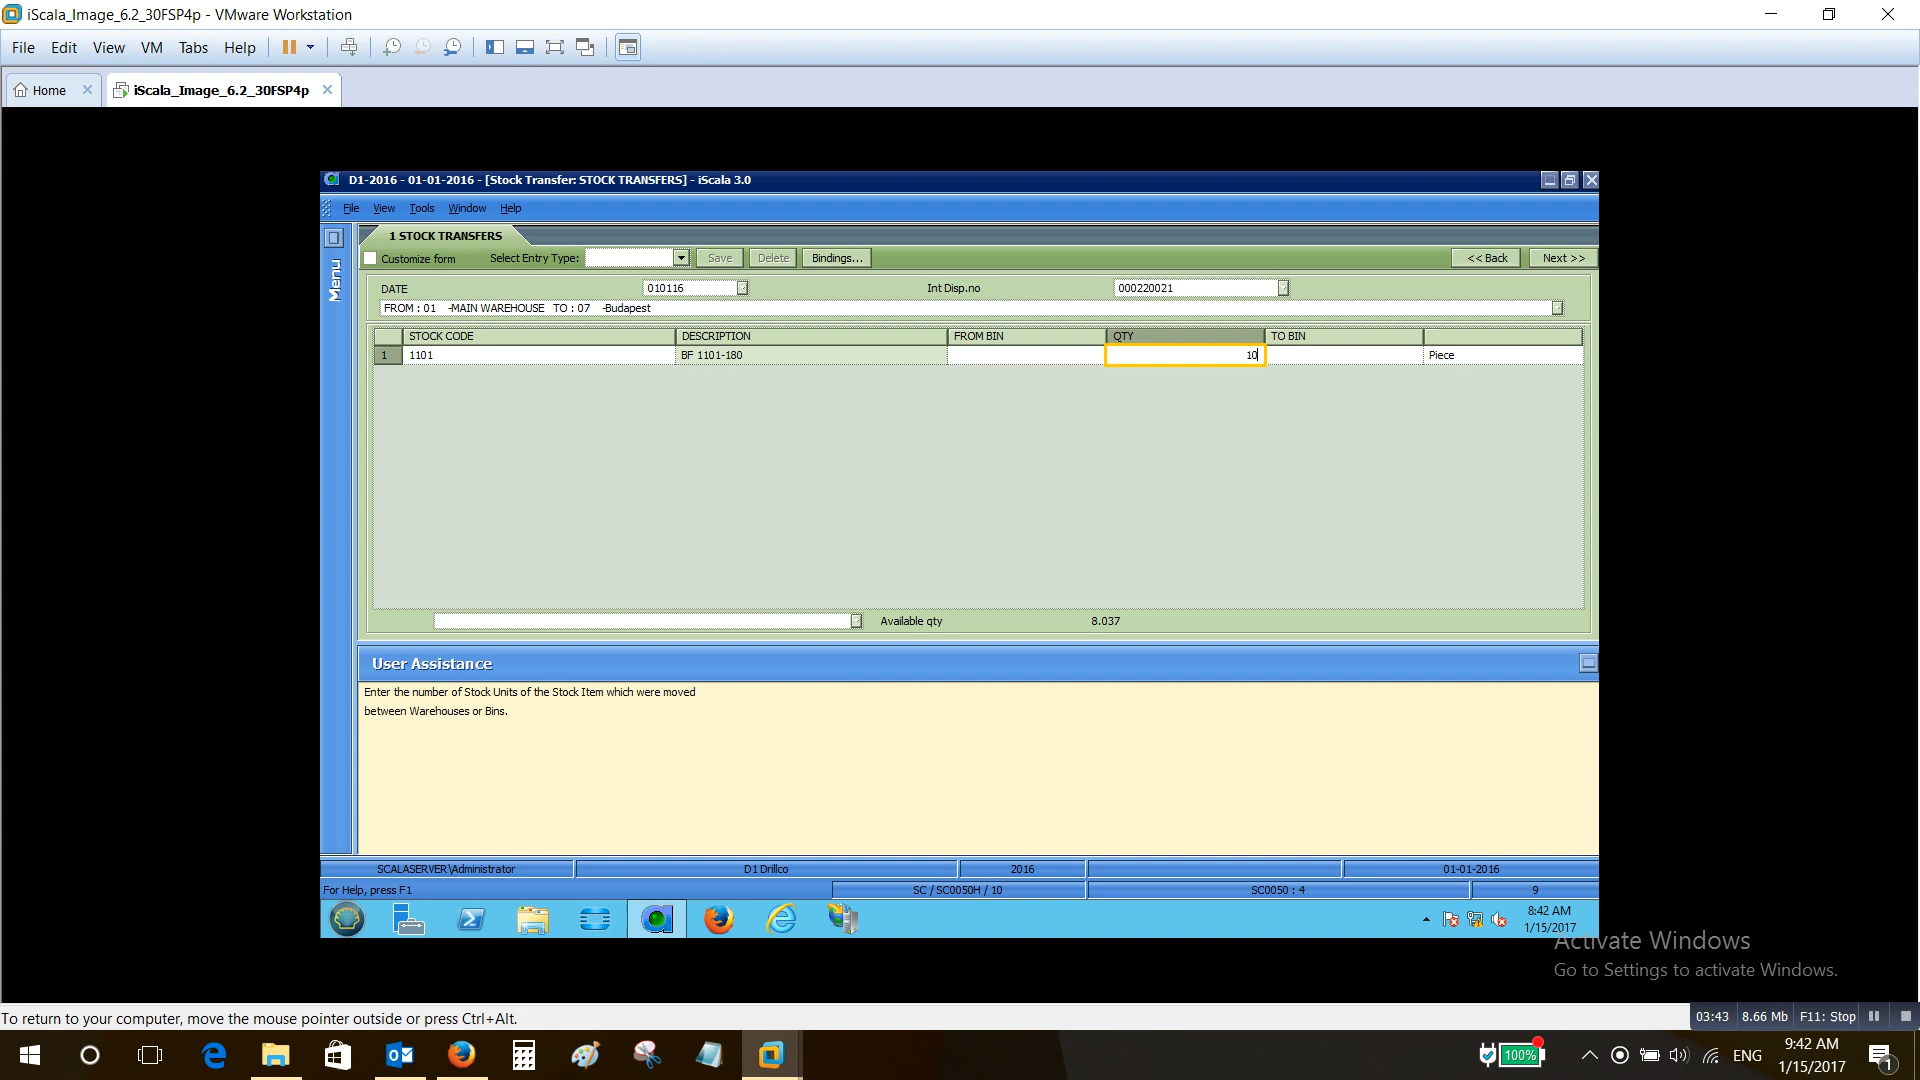 iScala_Image_6.2_30FSP4p - VMware Workstation
File Edit View VM Tabs Help
Home iScala_Image_6.2_30FSP4p
D1-2016 - 01-01-2016 - [Stock Transfer: STOCK TRANSFERS] - iScala 3.0
File View Tools Window Help
Menu
1 STOCK TRANSFERS
Customize form Select Entry Type: Save Delete Bindings... << Back Next >>
DATE 010116 Int Disp.no 000220021
FROM : 01 -MAIN WAREHOUSE TO : 07 -Budapest
STOCK CODE DESCRIPTION FROM BIN QTY TO BIN
1 1101 BF 1101-180 10 Piece
Available qty 8.037
User Assistance
Enter the number of Stock Units of the Stock Item which were moved
between Warehouses or Bins.
SCALASERVER\Administrator D1 Drillco 2016 01-01-2016
For Help, press F1 SC / SC0050H / 10 SC0050 : 4 9
8:42 AM
1/15/2017
Activate Windows
Go to Settings to activate Windows.
To return to your computer, move the mouse pointer outside or press Ctrl+Alt.
03:43 8.66 Mb F11: Stop
100% ENG 9:42 AM
1/15/2017 1